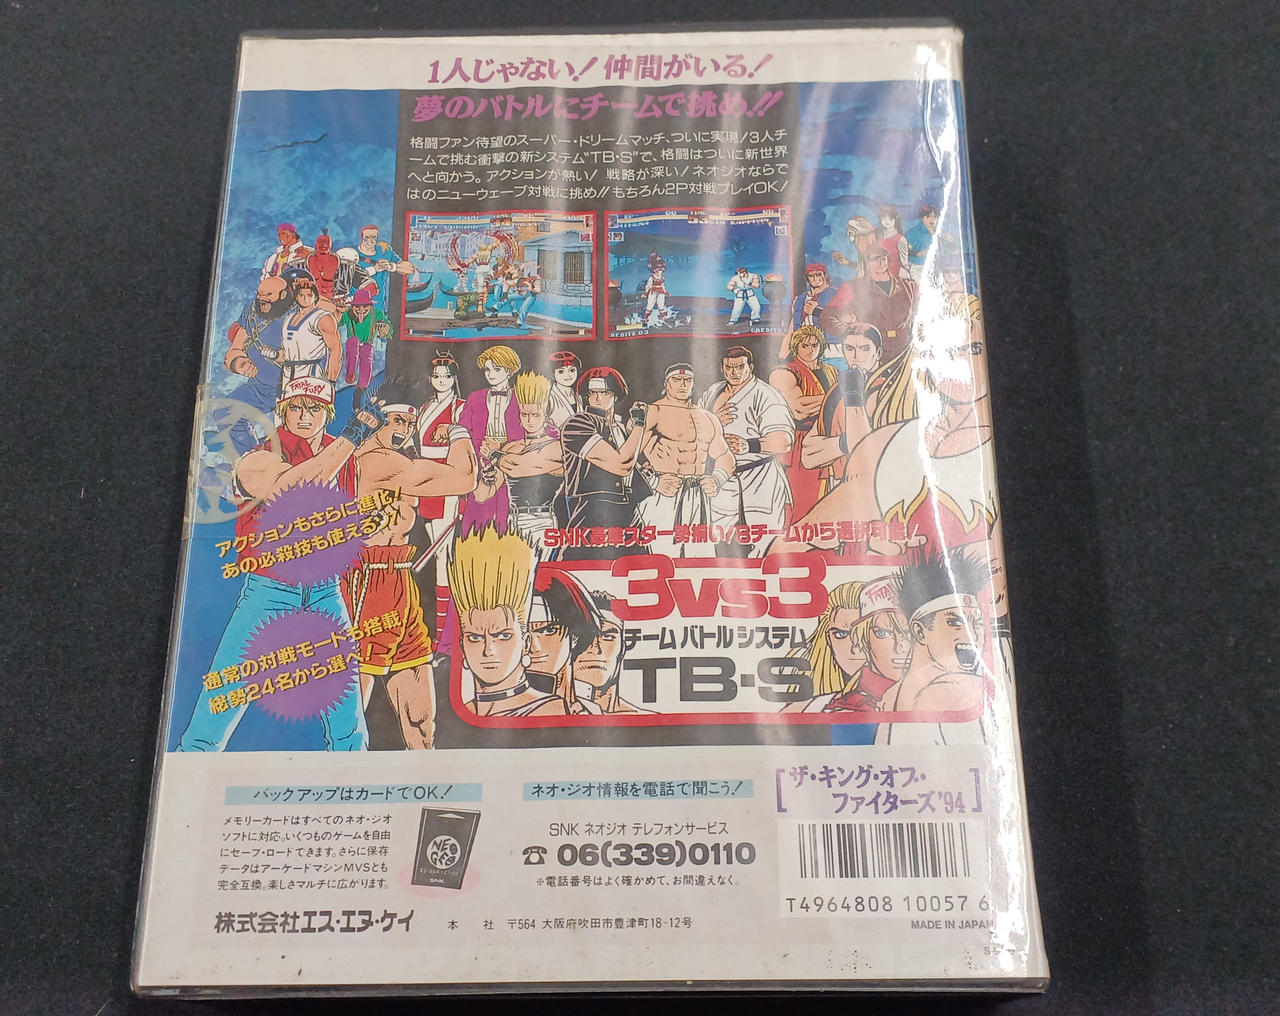 1人じゃない!仲間がいる!
夢のバトルにチームで挑め!!
格闘ファン待望のスーパー・ドリームマッチ、ついに実現!3人チ
ームで挑む衝撃の新システム"TB・S"で、格闘はついに新世界
へと向かう。アクションが熱い! 戦略が深い! ネオジオならで
はのニューウェーブ対戦に挑め!! もちろん2P対戦プレイOK!
FATAL
FURY
アクションもさらに進化!
あの必殺技も使えるゾ!!
SNK豪華スター勢揃い!8チームから選択可能!
3vs3
チームバトルシステム
TB・S
FATAL
通常の対戦モードも搭載
総勢24名から選べ!
バックアップはカードでOK!
メモリーカードはすべてのネオ・ジオ
ソフトに対応。いくつものゲームを自由
にセーブ・ロードできます。さらに保存
データはアーケードマシンMVSとも
完全互換。楽しさマルチに広がります。
NEO
GEO
SNK
ネオ・ジオ情報を電話で聞こう!
SNK ネオジオ テレフォンサービス
☎ 06(339)0110
※電話番号はよく確かめて、お間違えなく。
[ザ・キング・オブ・
ファイターズ'94]
T4964808 10057 6
MADE IN JAPAN
株式会社エス・エヌ・ケイ 本 社 〒564 大阪府吹田市豊津町18-12号